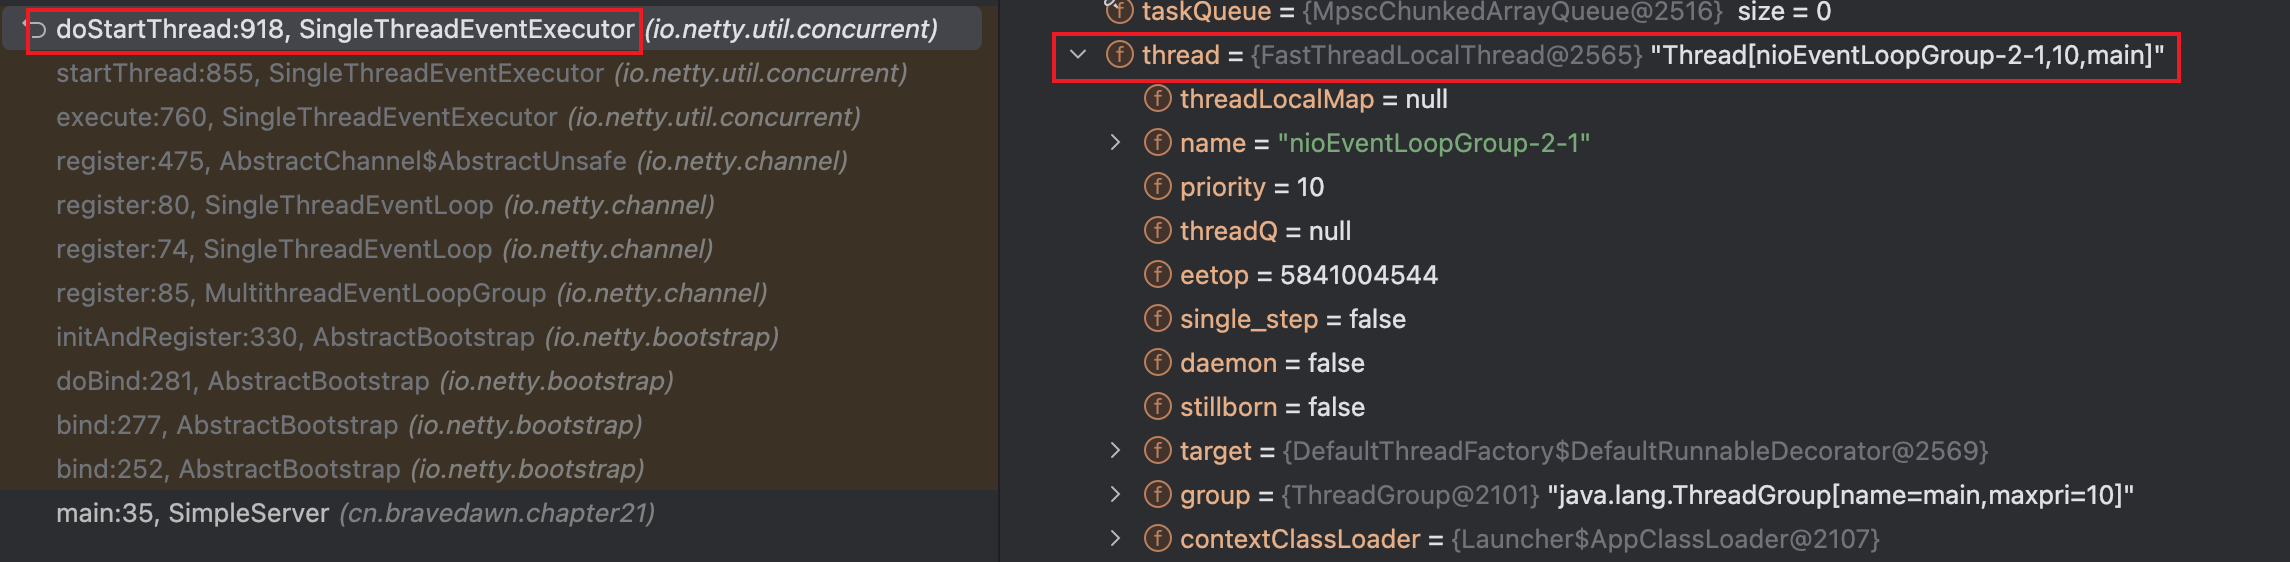 doStartThread:918, SingleThreadEventExecutor (io.netty.util.concurrent)
startThread:855, SingleThreadEventExecutor (io.netty.util.concurrent)
execute:760, SingleThreadEventExecutor (io.netty.util.concurrent)
register:475, AbstractChannel$AbstractUnsafe (io.netty.channel)
register:80, SingleThreadEventLoop (io.netty.channel)
register:74, SingleThreadEventLoop (io.netty.channel)
register:85, MultithreadEventLoopGroup (io.netty.channel)
initAndRegister:330, AbstractBootstrap (io.netty.bootstrap)
doBind:281, AbstractBootstrap (io.netty.bootstrap)
bind:277, AbstractBootstrap (io.netty.bootstrap)
bind:252, AbstractBootstrap (io.netty.bootstrap)
main:35, SimpleServer (cn.bravedawn.chapter21)
taskQueue = {MpscChunkedArrayQueue@2516} size = 0
thread = {FastThreadLocalThread@2565} "Thread[nioEventLoopGroup-2-1,10,main]"
threadLocalMap = null
name = "nioEventLoopGroup-2-1"
priority = 10
threadQ = null
eetop = 5841004544
single_step = false
daemon = false
stillborn = false
target = {DefaultThreadFactory$DefaultRunnableDecorator@2569}
group = {ThreadGroup@2101} "java.lang.ThreadGroup[name=main,maxpri=10]"
contextClassLoader = {Launcher$AppClassLoader@2107}